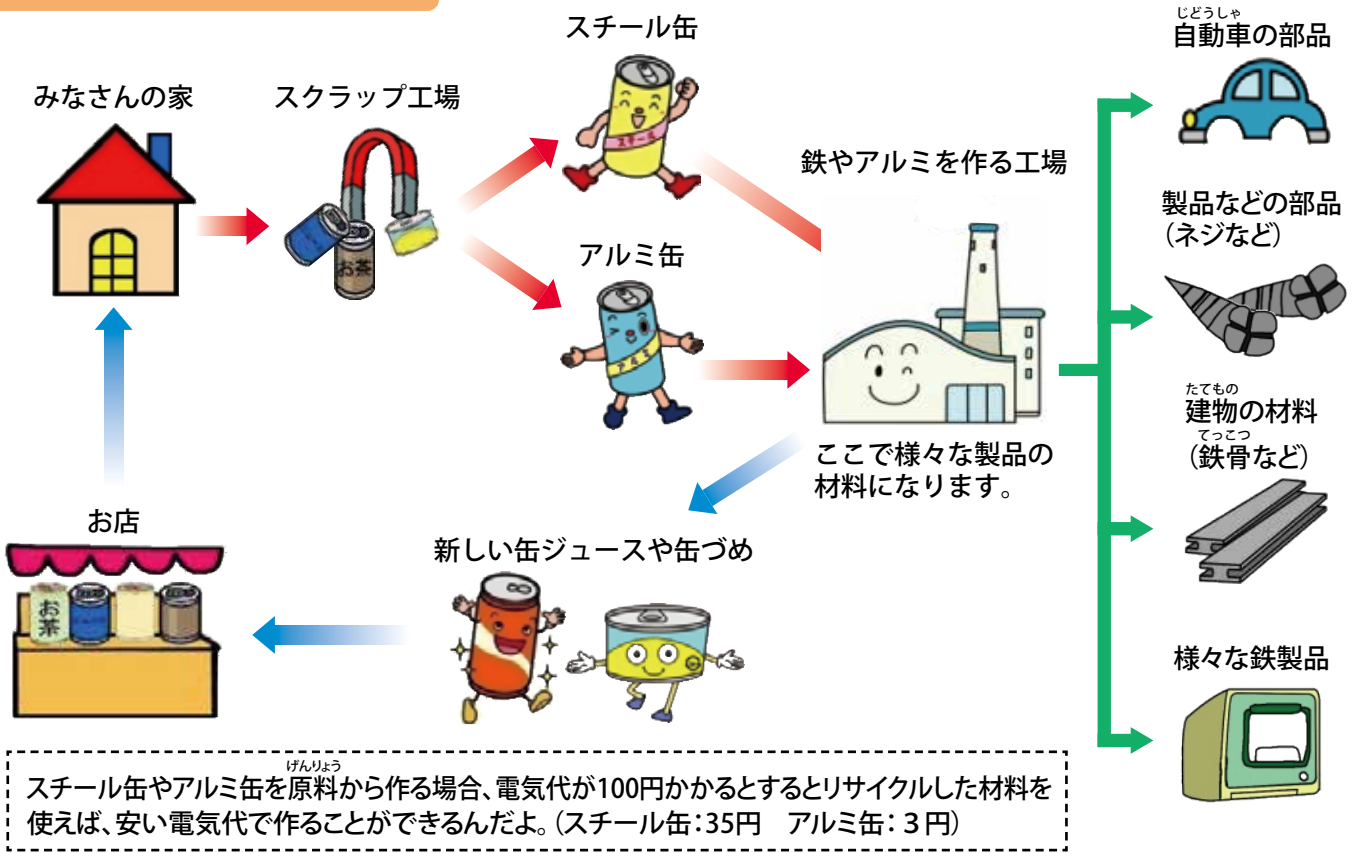 みなさんの家
スクラップ工場
お茶
スチール缶
スチール
アルミ缶
アルミ
鉄やアルミを作る工場
ここで様々な製品の
材料になります。
じどうしゃ
自動車の部品
製品などの部品
（ネジなど）
たてもの
建物の材料
てっこつ
（鉄骨など）
様々な鉄製品
新しい缶ジュースや缶づめ
お店
お茶
げんりょう
スチール缶やアルミ缶を原料から作る場合、電気代が100円かかるとするとリサイクルした材料を
使えば、安い電気代で作ることができるんだよ。（スチール缶：35円　アルミ缶：３円）